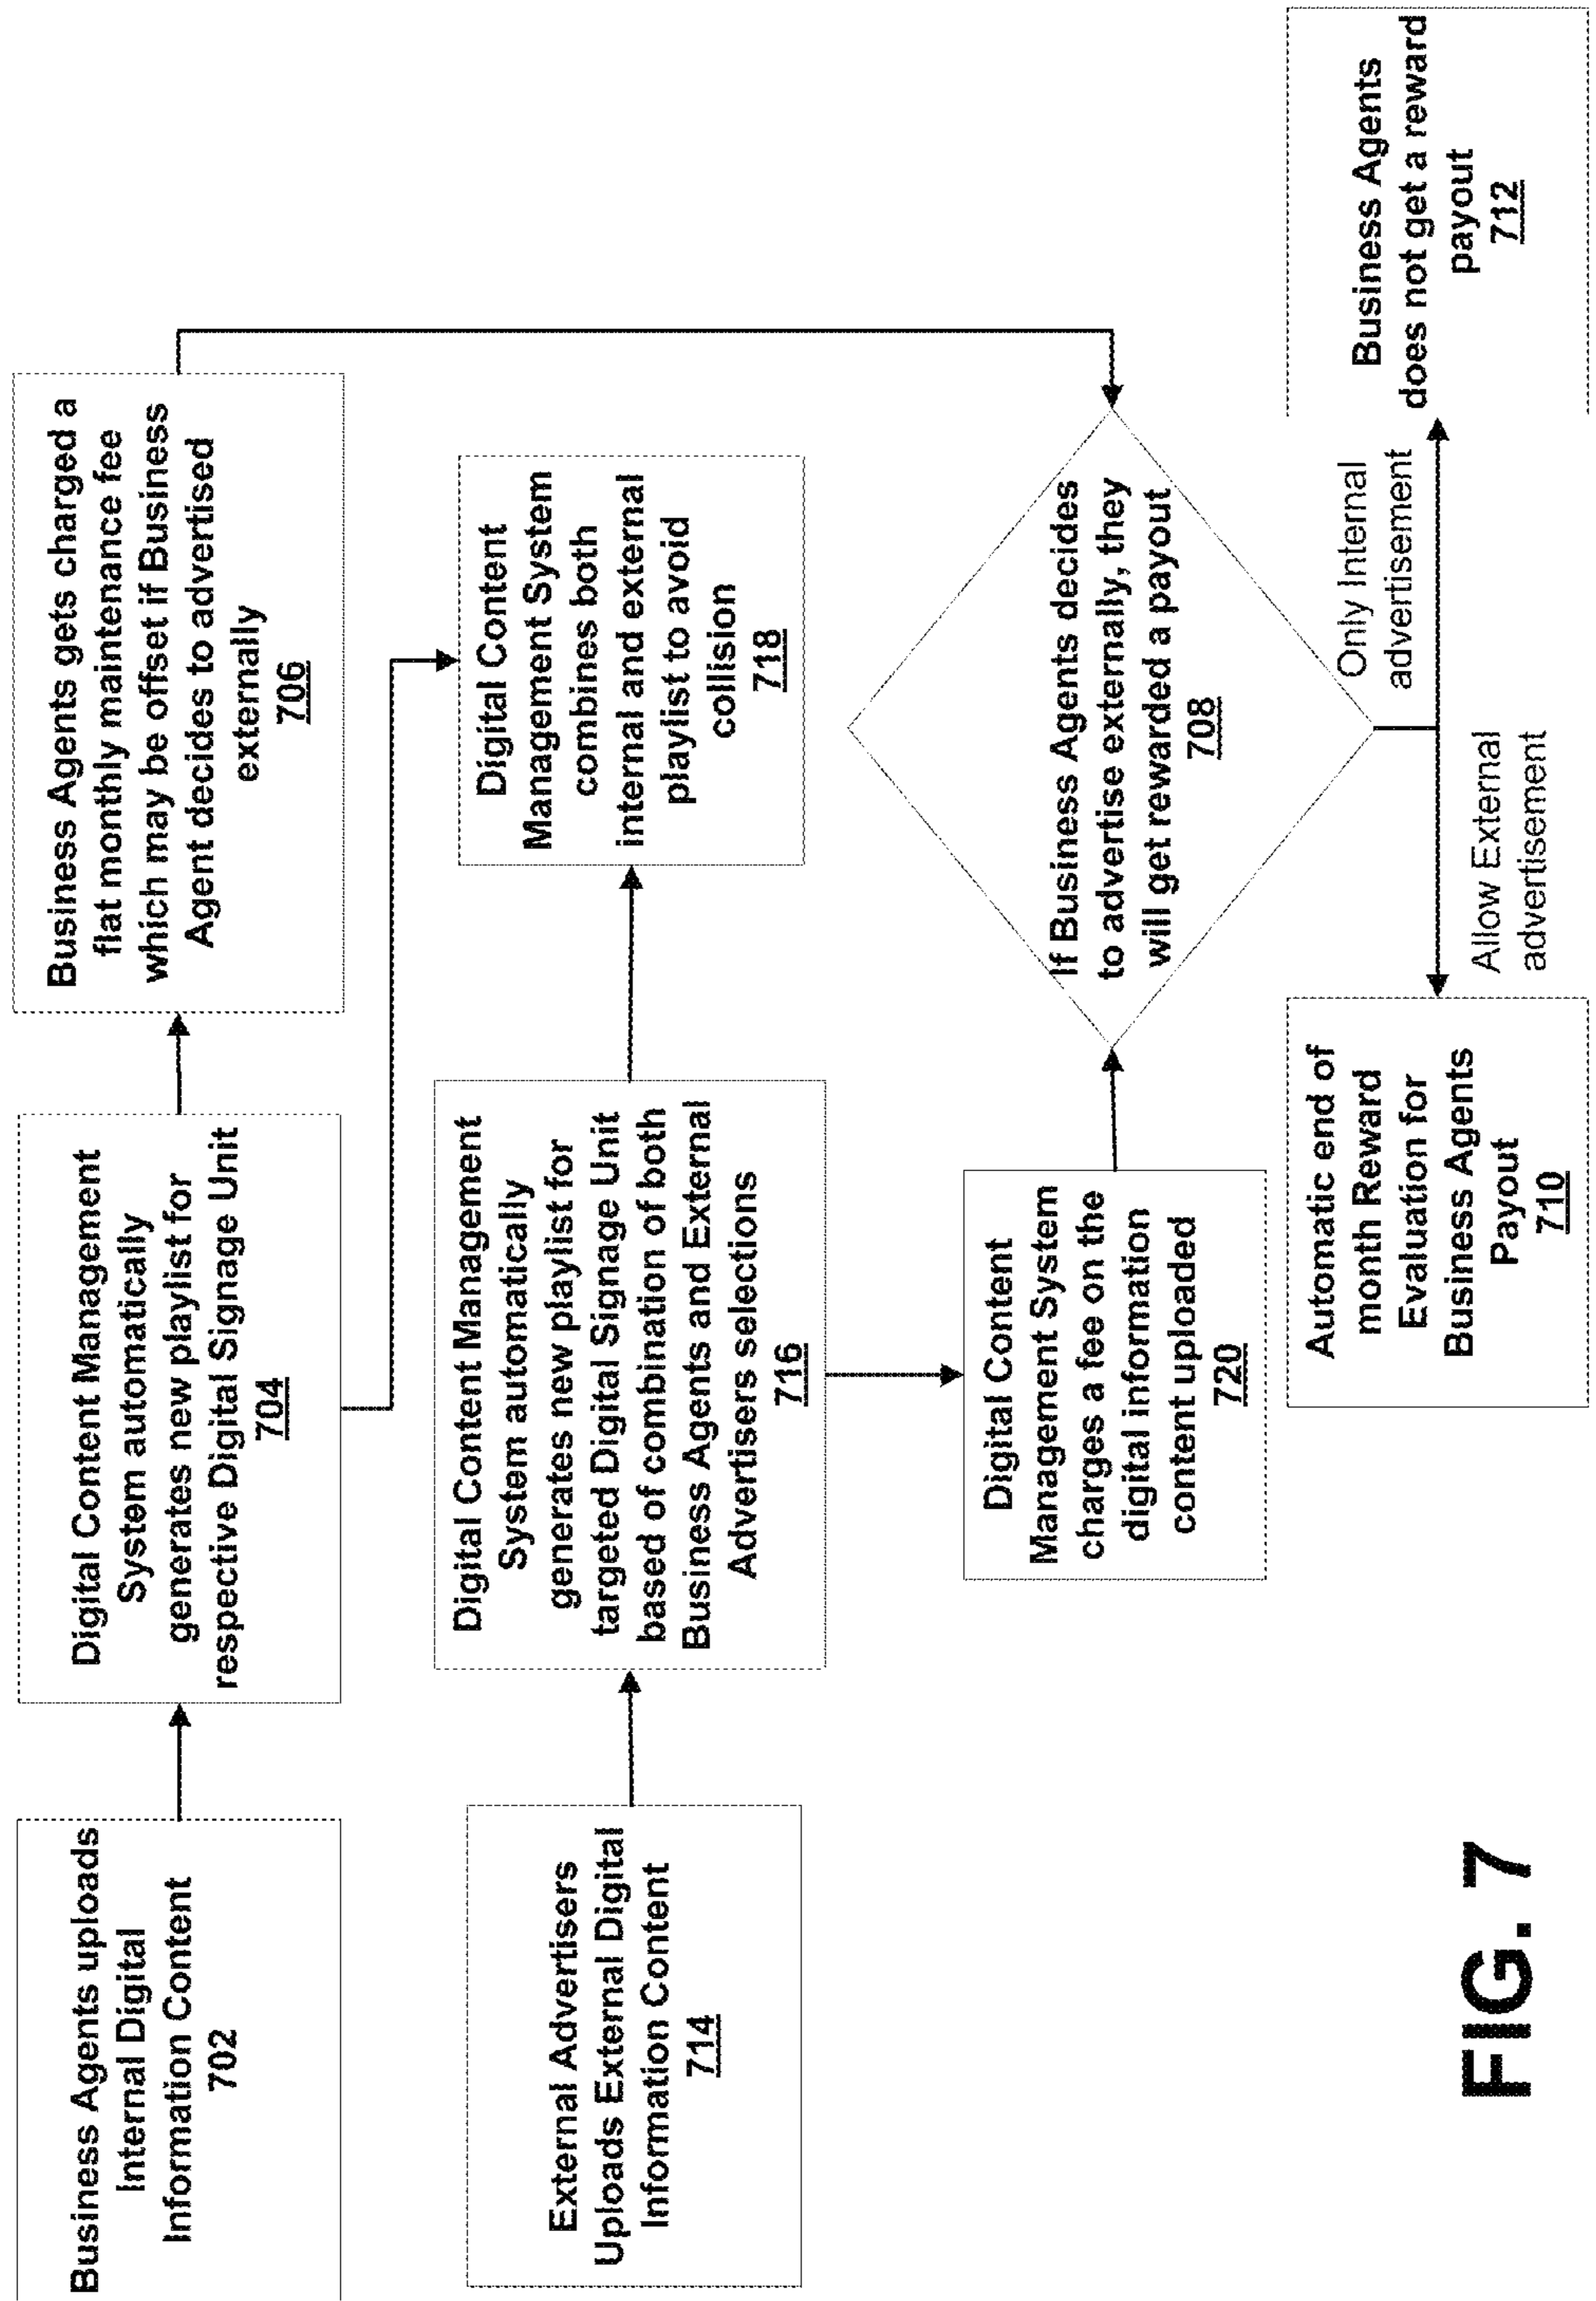 Business Agents uploads
Internal Digital
Information Content
702
Digital Content Management
System automatically
generates new playlist for
respective Digital Signage Unit
704
Business Agents gets charged a
flat monthly maintenance fee
which may be offset if Business
Agent decides to advertised
externally
706
External Advertisers
Uploads External Digital
Information Content
714
Digital Content Management
System automatically
generates new playlist for
targeted Digital Signage Unit
based of combination of both
Business Agents and External
Advertisers selections
716
Digital Content
Management System
combines both
internal and external
playlist to avoid
collision
718
Digital Content
Management System
charges a fee on the
digital information
content uploaded
720
If Business Agents decides
to advertise externally, they
will get rewarded a payout
708
Allow External
advertisement
Only Internal
advertisement
Automatic end of
month Reward
Evaluation for
Business Agents
Payout
710
Business Agents
does not get a reward
payout
712
FIG. 7